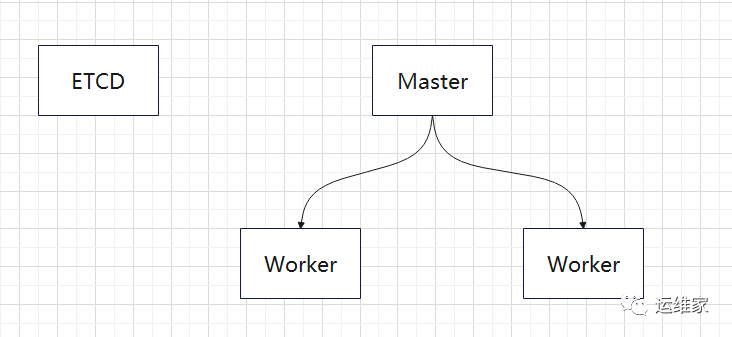 ETCD
Master
Worker
Worker
运维家